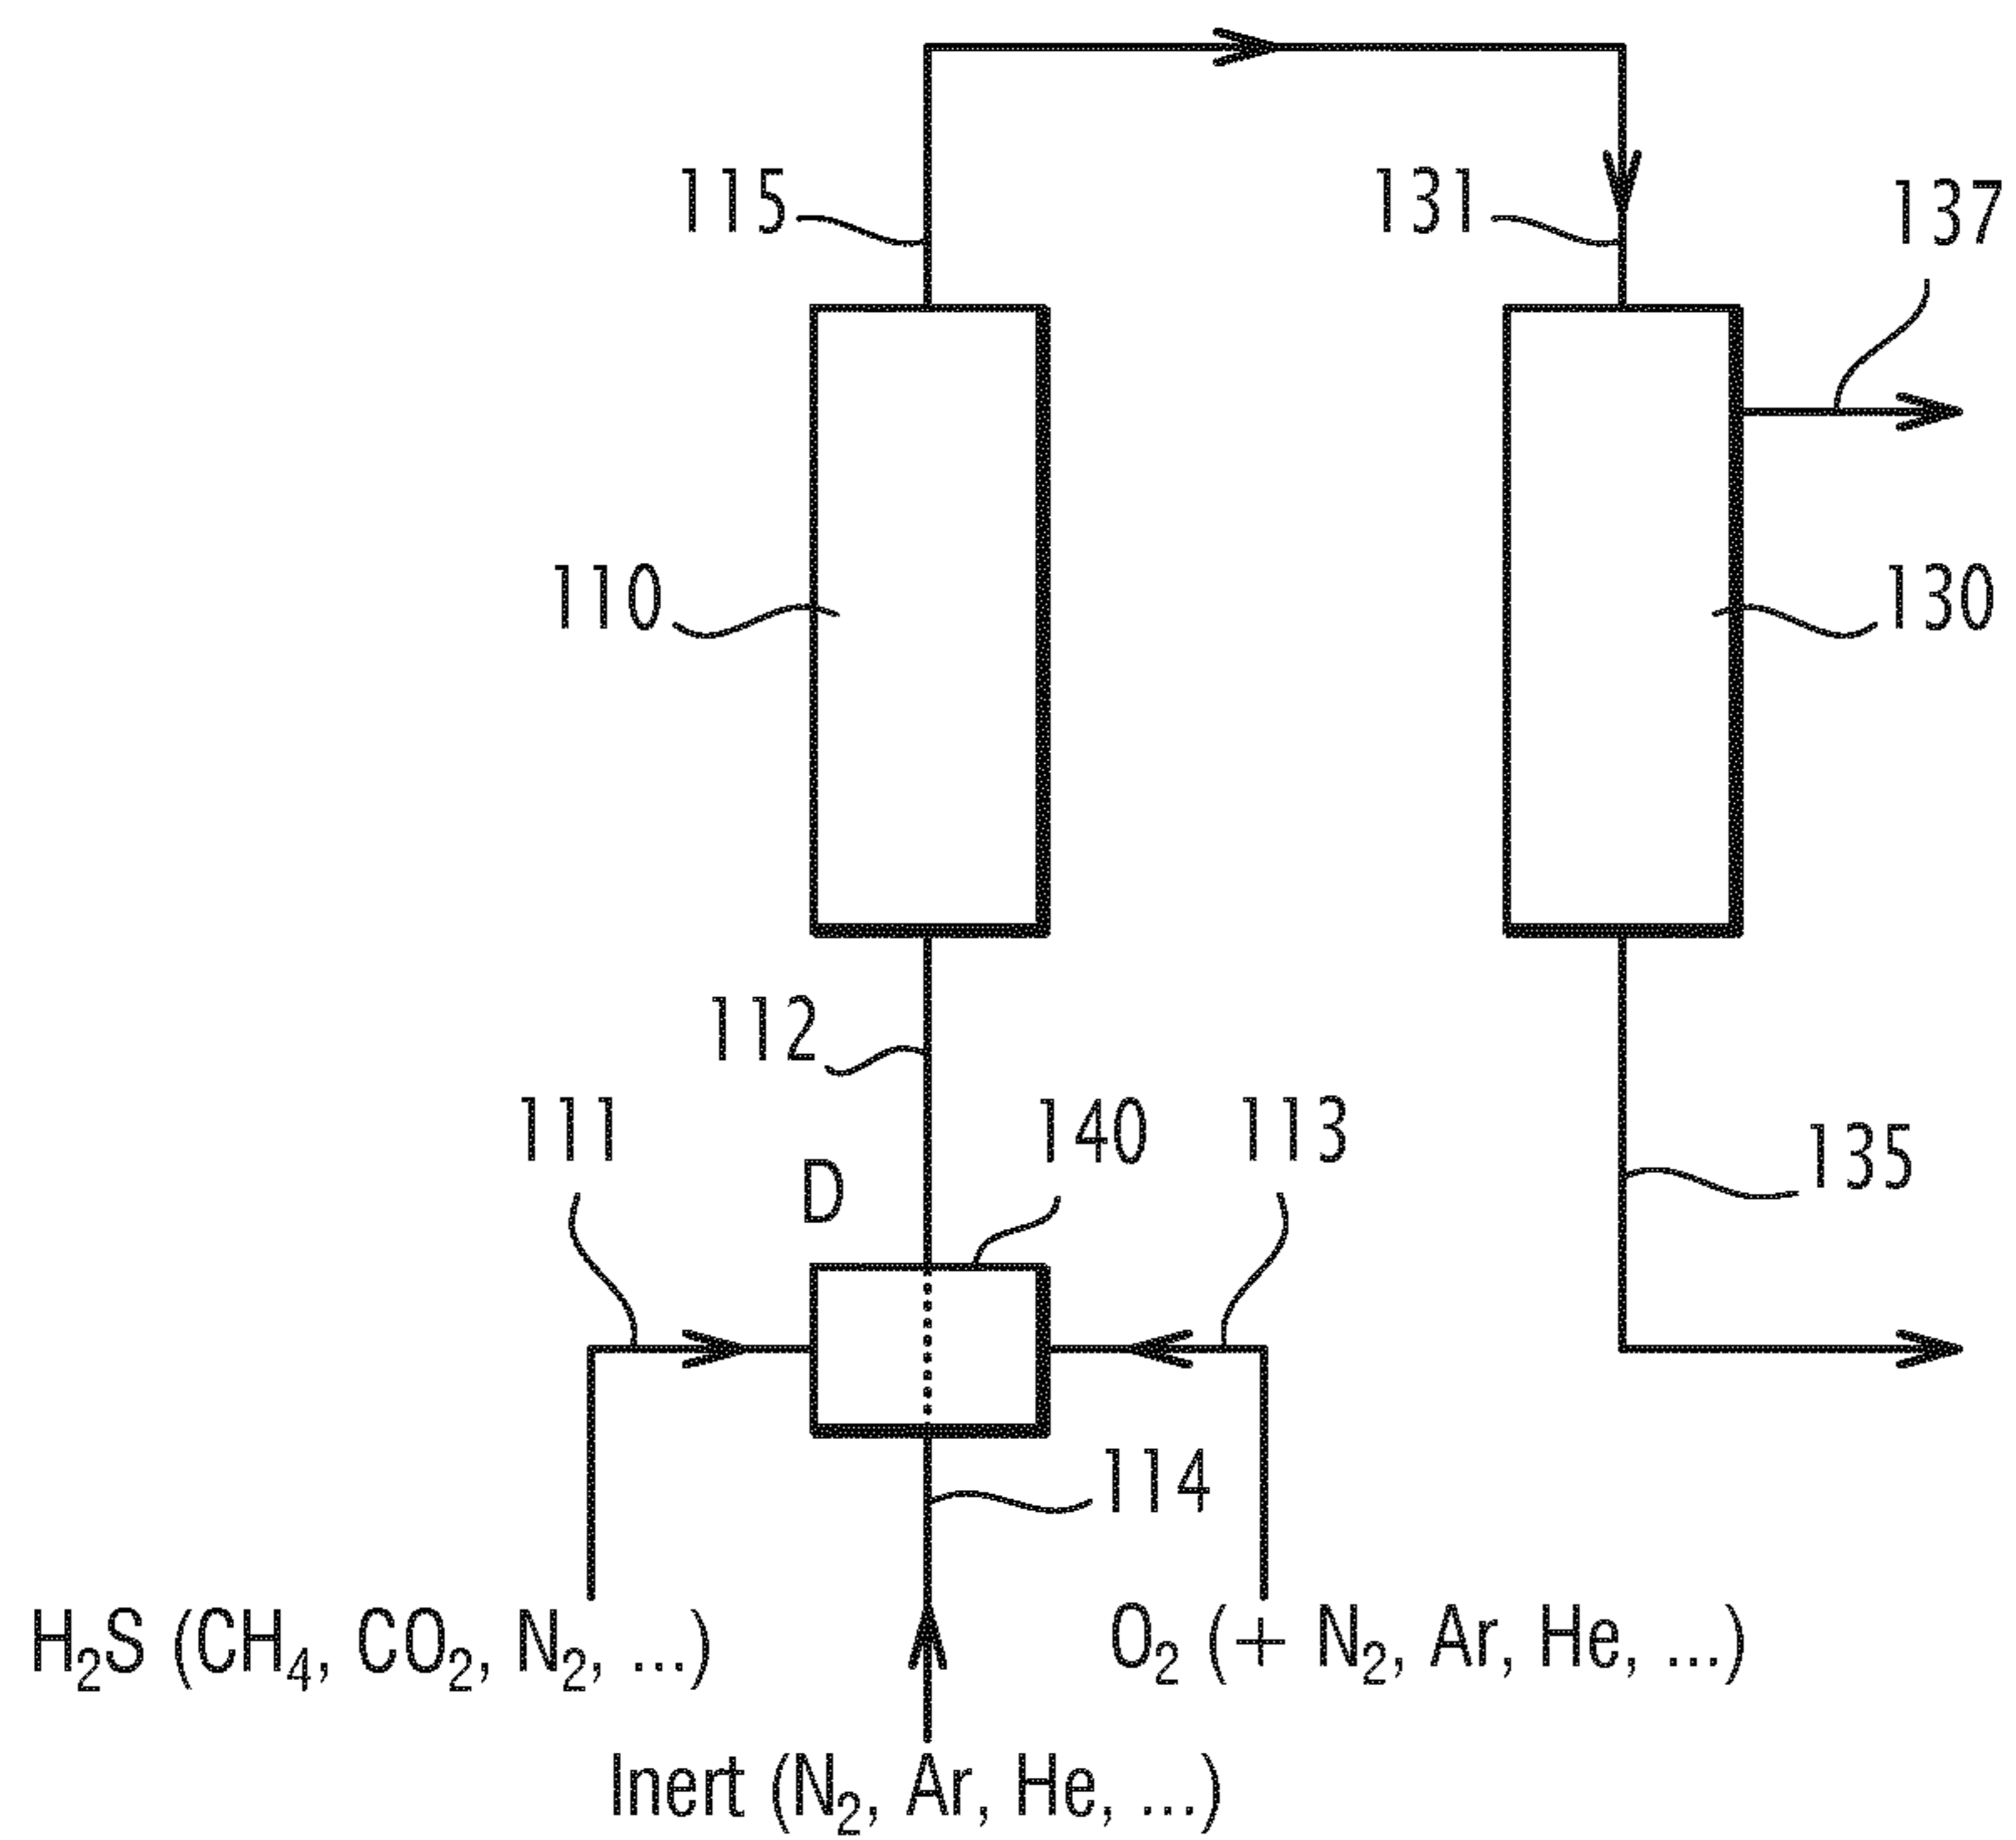 115
131
137
110
130
112
111
D
140
113
135
114
H₂S (CH₄, CO₂, N₂, ...)
O₂ (+ N₂, Ar, He, ...)
Inert (N₂, Ar, He, ...)